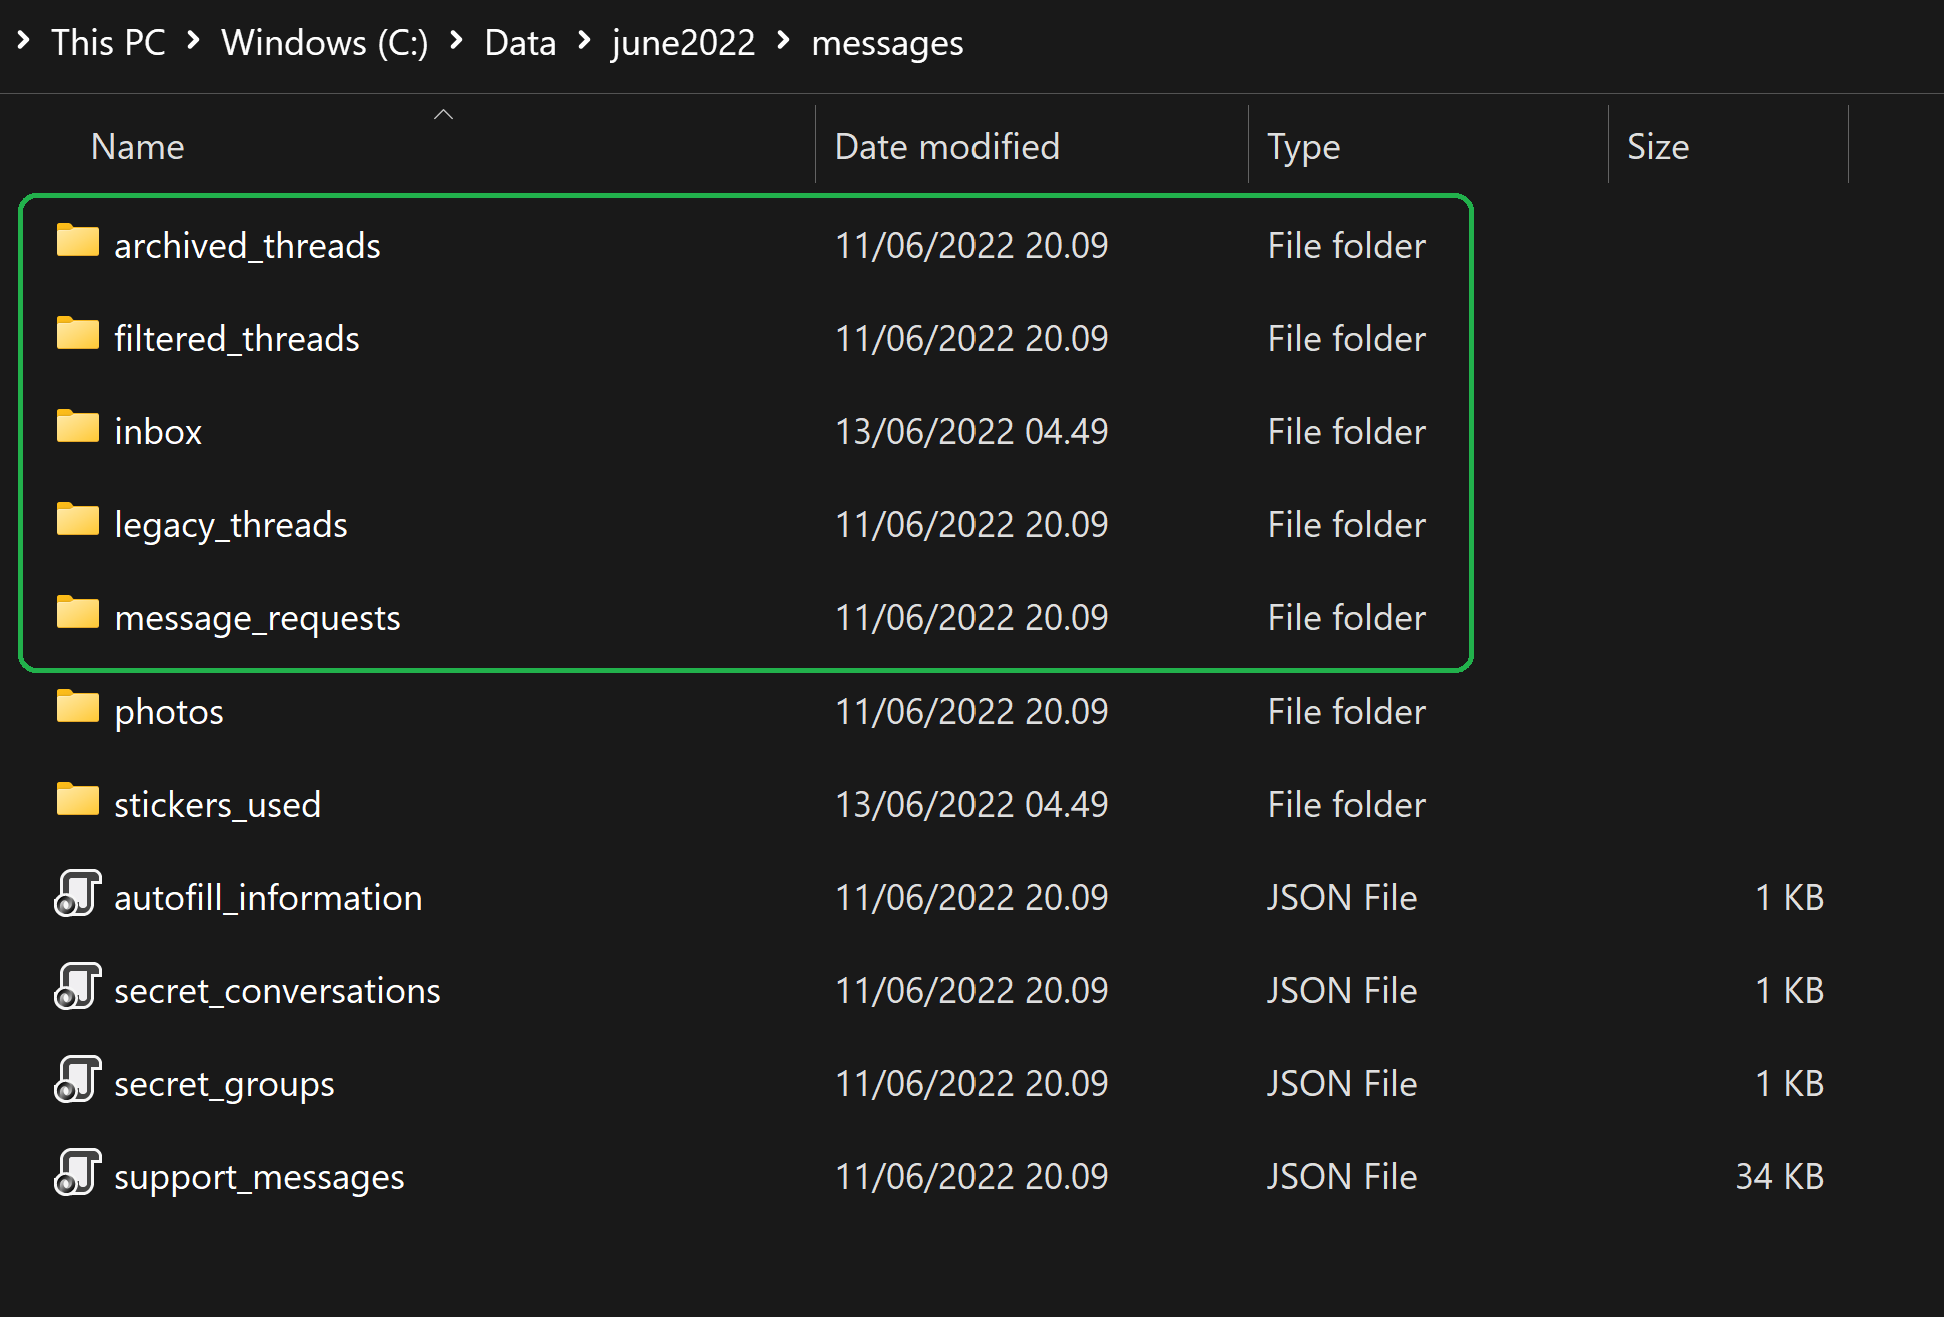 This PC Windows (C:) Data june2022 messages
Name Date modified Type Size
archived_threads 11/06/2022 20.09 File folder
filtered_threads 11/06/2022 20.09 File folder
inbox 13/06/2022 04.49 File folder
legacy_threads 11/06/2022 20.09 File folder
message_requests 11/06/2022 20.09 File folder
photos 11/06/2022 20.09 File folder
stickers_used 13/06/2022 04.49 File folder
autofill_information 11/06/2022 20.09 JSON File 1 KB
secret_conversations 11/06/2022 20.09 JSON File 1 KB
secret_groups 11/06/2022 20.09 JSON File 1 KB
support_messages 11/06/2022 20.09 JSON File 34 KB